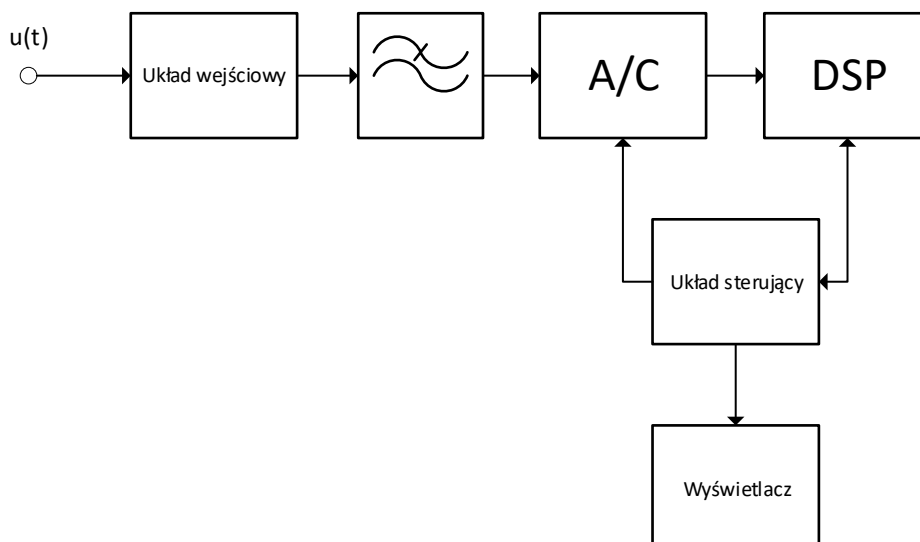 u(t)
Układ wejściowy
A/C
DSP
Układ sterujący
Wyświetlacz